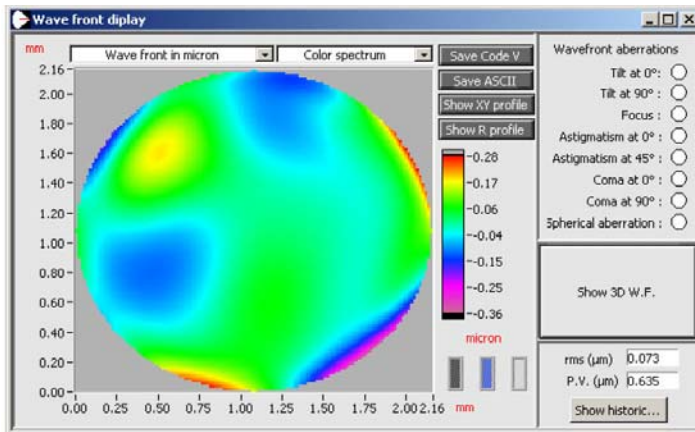 Wave front diplay
mm
Wave front in micron
Color spectrum
Save Code V
Save ASCII
Show XY profile
Show R profile
2.16
2.00
1.80
1.60
1.40
1.20
1.00
0.80
0.60
0.40
0.20
0.00
0.00 0.25 0.50 0.75 1.00 1.25 1.50 1.75 2.00 2.16
mm
-0.28
-0.17
-0.06
-0.04
-0.15
-0.25
-0.36
micron
Wavefront aberrations
Tilt at 0°:
Tilt at 90° :
Focus :
Astigmatism at 0° :
Astigmatism at 45° :
Coma at 0° :
Coma at 90° :
Spherical aberration :
Show 3D W.F.
rms (µm) 0.073
P.V. (µm) 0.635
Show historic...